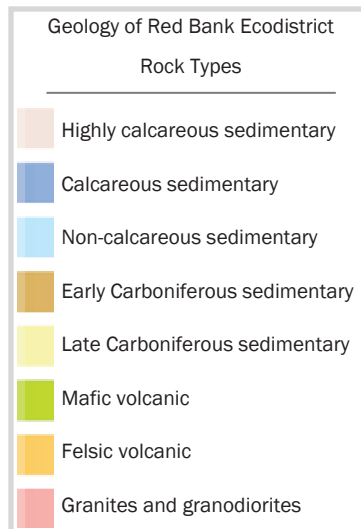 Geology of Red Bank Ecodistrict
Rock Types
Highly calcareous sedimentary
Calcareous sedimentary
Non-calcareous sedimentary
Early Carboniferous sedimentary
Late Carboniferous sedimentary
Mafic volcanic
Felsic volcanic
Granites and granodiorites